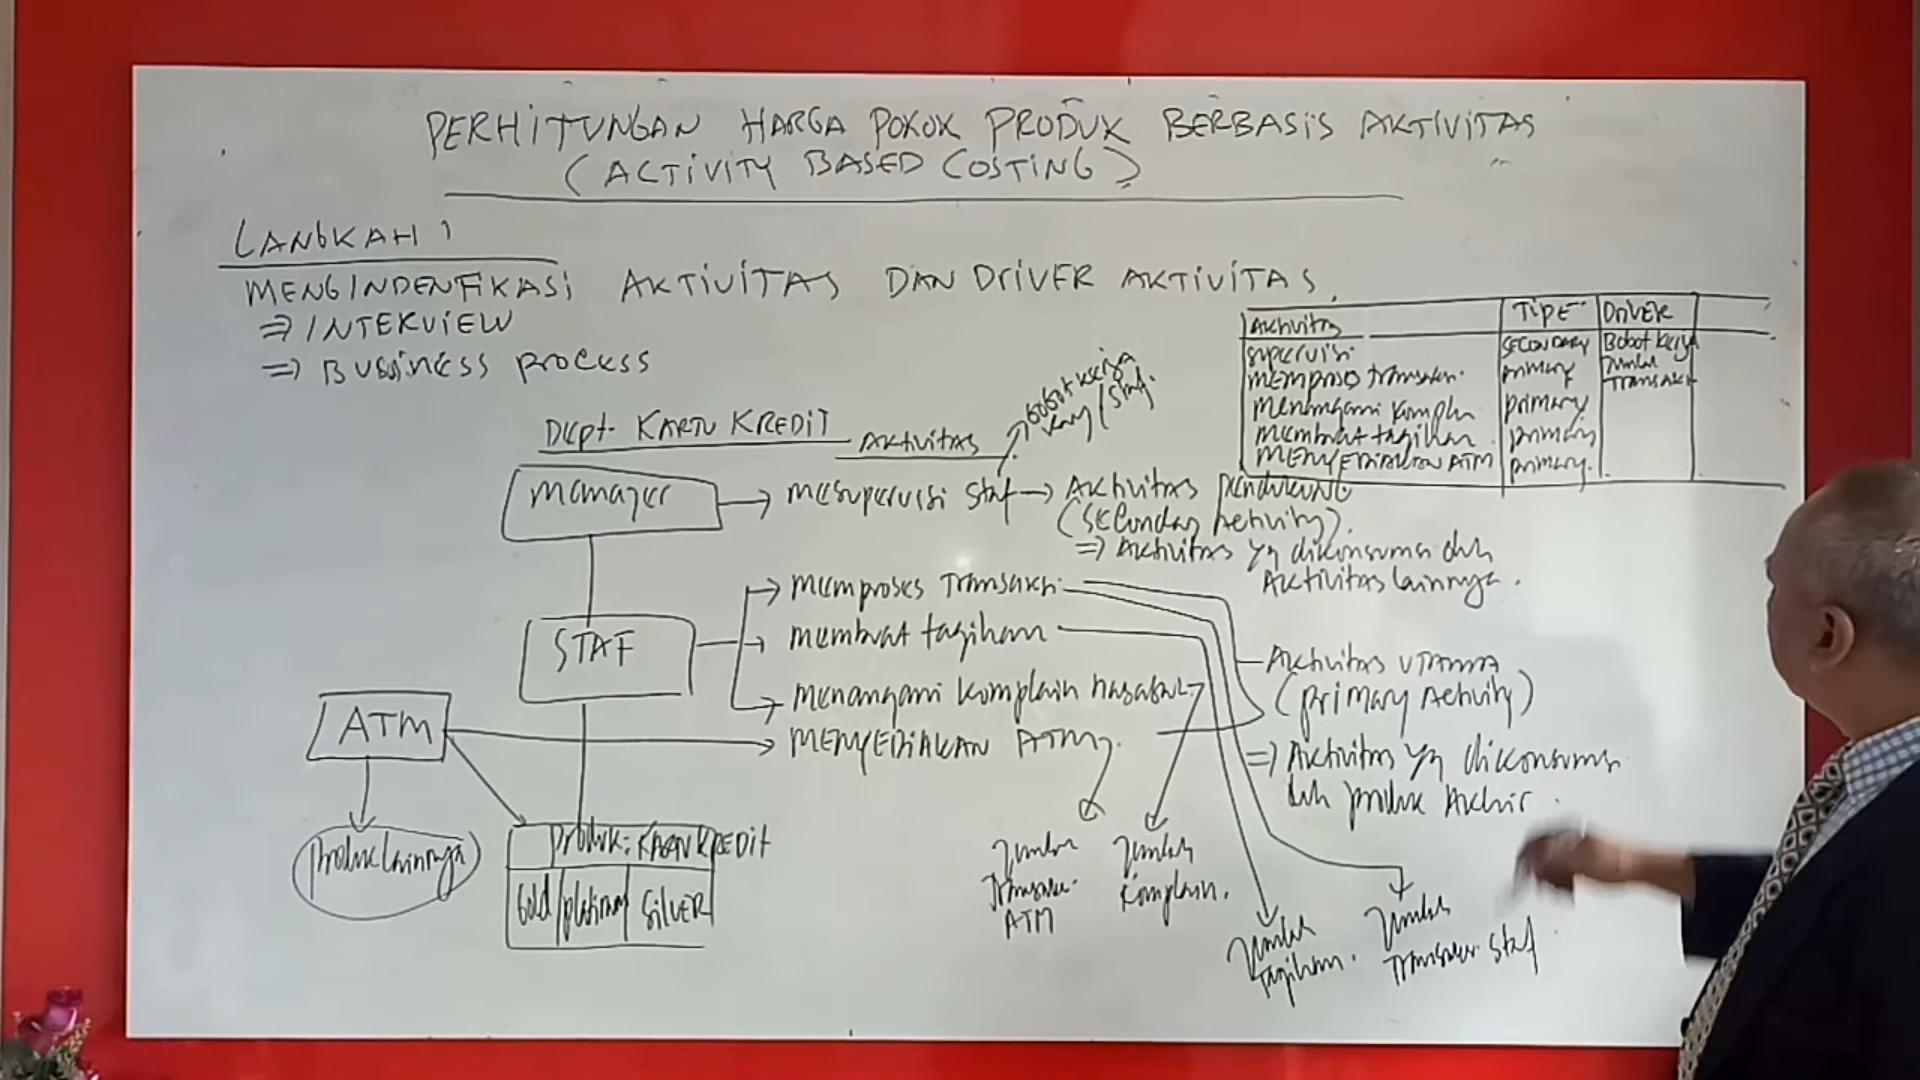 PERHITUNGAN HARGA POKOK PRODUK BERBASIS AKTIVITAS
(ACTIVITY BASED COSTING)
LANGKAH 1
MENGINDENFIKASI AKTIVITAS DAN DRIVER AKTIVITAS.
⇒ INTERVIEW
⇒ BUSINESS PROCESS
Aktivitas TIPE DRIVER
supervisi SECONDARY Bobot kerja
memproses transaksi primary Jumlah Transaksi
menangani komplain primary
membuat tagihan primary
MENYEDIAKAN ATM primary
Dept. KARTU KREDIT AKTIVITAS
bobot kerja
kary/staf.
manajer → mesupervisi staf → Aktivitas PENDUKUNG
(secondary Activity).
⇒ Aktivitas yg dikonsumsi oleh
Aktivitas lainnya.
STAF
memproses transaksi
membuat tagihan
menangani komplain nasabah
MENYEDIAKAN ATM
Aktivitas UTAMA
(primary Activity)
⇒ Aktivitas yg dikonsumsi
oleh produk Akhir.
ATM
produk lainnya
produk: KARTU KREDIT
Gold platinum SILVER
Jumlah
Transaksi
ATM
Jumlah
Komplain.
Jumlah
Tagihan.
Jumlah
Transaksi staf